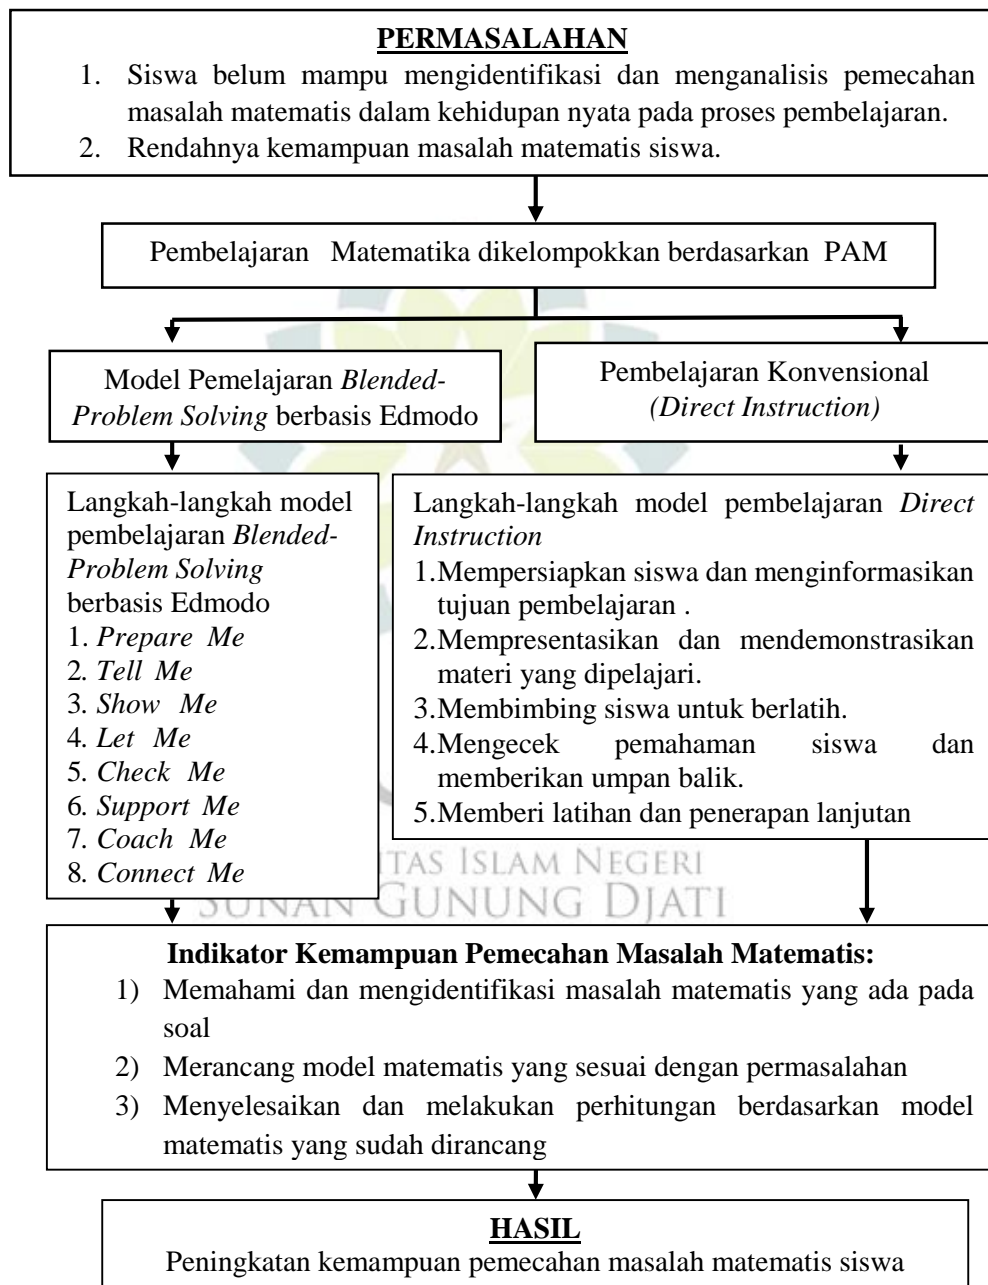 PERMASALAHAN
1. Siswa belum mampu mengidentifikasi dan menganalisis pemecahan
masalah matematis dalam kehidupan nyata pada proses pembelajaran.
2. Rendahnya kemampuan masalah matematis siswa.
Pembelajaran Matematika dikelompokkan berdasarkan PAM
Model Pemelajaran Blended-
Problem Solving berbasis Edmodo
Pembelajaran Konvensional
(Direct Instruction)
Langkah-langkah model
pembelajaran Blended-
Problem Solving
berbasis Edmodo
1. Prepare Me
2. Tell Me
3. Show Me
4. Let Me
5. Check Me
6. Support Me
7. Coach Me
8. Connect Me
Langkah-langkah model pembelajaran Direct
Instruction
1.Mempersiapkan siswa dan menginformasikan
tujuan pembelajaran .
2.Mempresentasikan dan mendemonstrasikan
materi yang dipelajari.
3.Membimbing siswa untuk berlatih.
4.Mengecek pemahaman siswa dan
memberikan umpan balik.
5.Memberi latihan dan penerapan lanjutan
ITAS ISLAM NEGERI
SUNAN GUNUNG DJATI
Indikator Kemampuan Pemecahan Masalah Matematis:
1) Memahami dan mengidentifikasi masalah matematis yang ada pada
soal
2) Merancang model matematis yang sesuai dengan permasalahan
3) Menyelesaikan dan melakukan perhitungan berdasarkan model
matematis yang sudah dirancang
HASIL
Peningkatan kemampuan pemecahan masalah matematis siswa